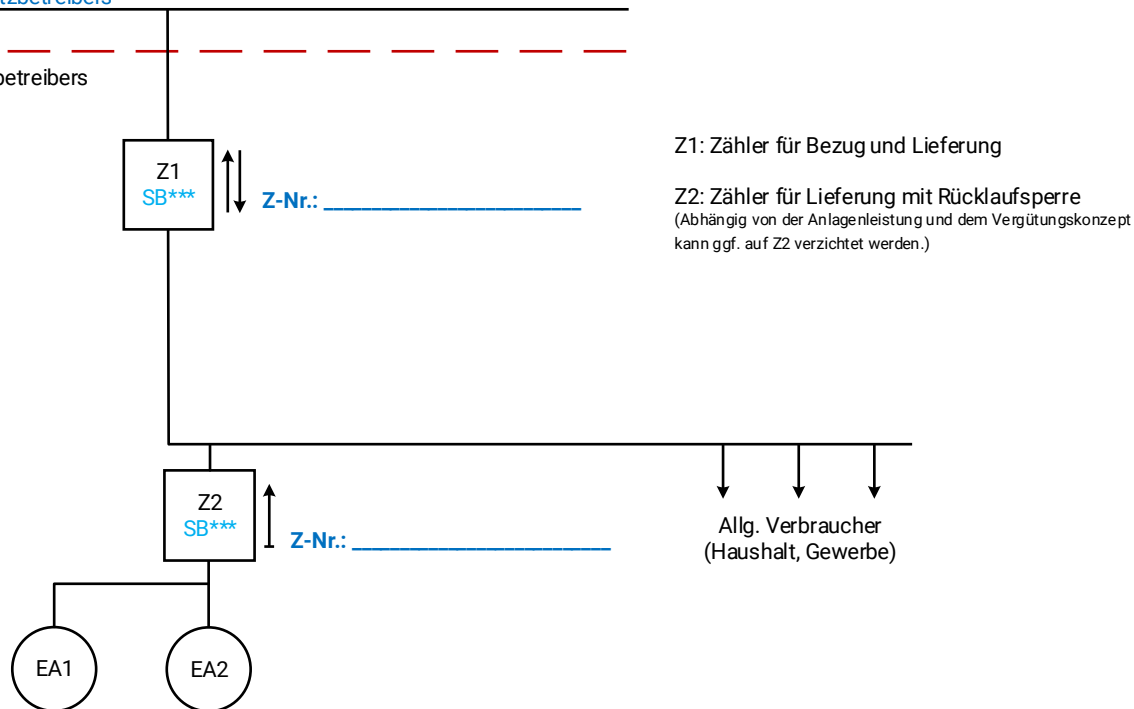 tzbetreibers
betreibers
Z1: Zähler für Bezug und Lieferung
Z1
SB***
Z-Nr.: ___________________________
Z2: Zähler für Lieferung mit Rücklaufsperre
(Abhängig von der Anlagenleistung und dem Vergütungskonzept
kann ggf. auf Z2 verzichtet werden.)
Z2
SB***
Z-Nr.: ___________________________
Allg. Verbraucher
(Haushalt, Gewerbe)
EA1
EA2